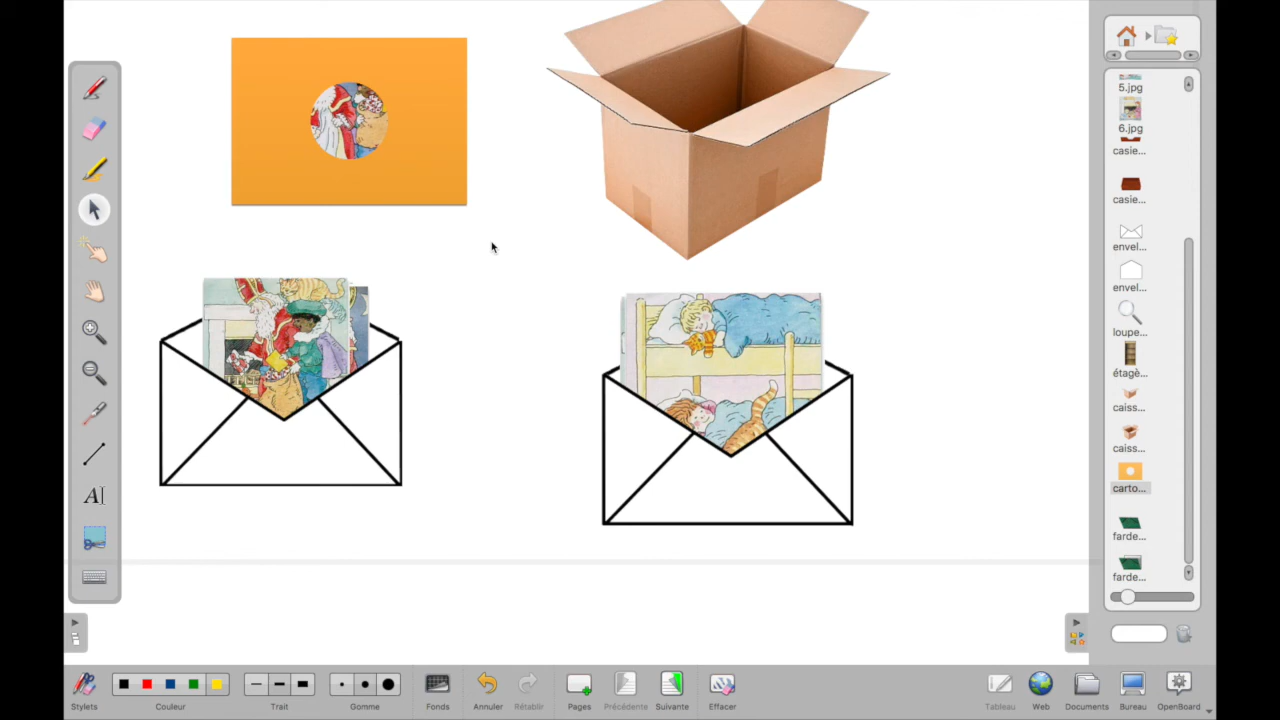 5.jpg
6.jpg
casie...
casie...
envel...
envel...
loupe...
étagè...
caiss...
caiss...
carto...
farde...
farde...
A
Stylets
Couleur
Trait
Gomme
Fonds
Annuler
Rétablir
Pages
Précédente
Suivante
Effacer
Tableau
Web
Documents
Bureau
OpenBoard